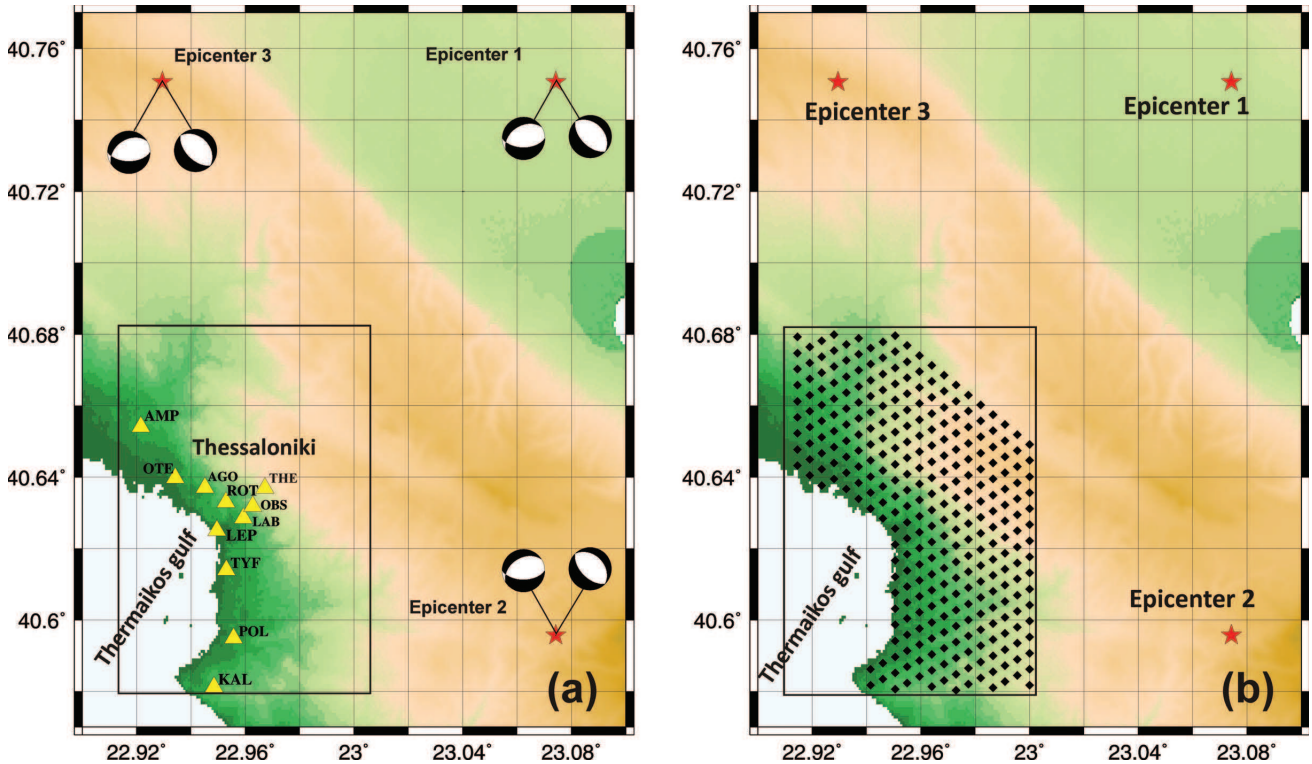 40.76°
40.72°
40.68°
40.64°
40.6°
22.92°
22.96°
23°
23.04°
23.08°
Epicenter 3
Epicenter 1
AMP
Thessaloniki
OTE
AGO
THE
ROT
OBS
LAB
LEP
TYF
Thermaikos gulf
Epicenter 2
POL
KAL
(a)
40.76°
40.72°
40.68°
40.64°
40.6°
22.92°
22.96°
23°
23.04°
23.08°
Epicenter 3
Epicenter 1
Thermaikos gulf
Epicenter 2
(b)